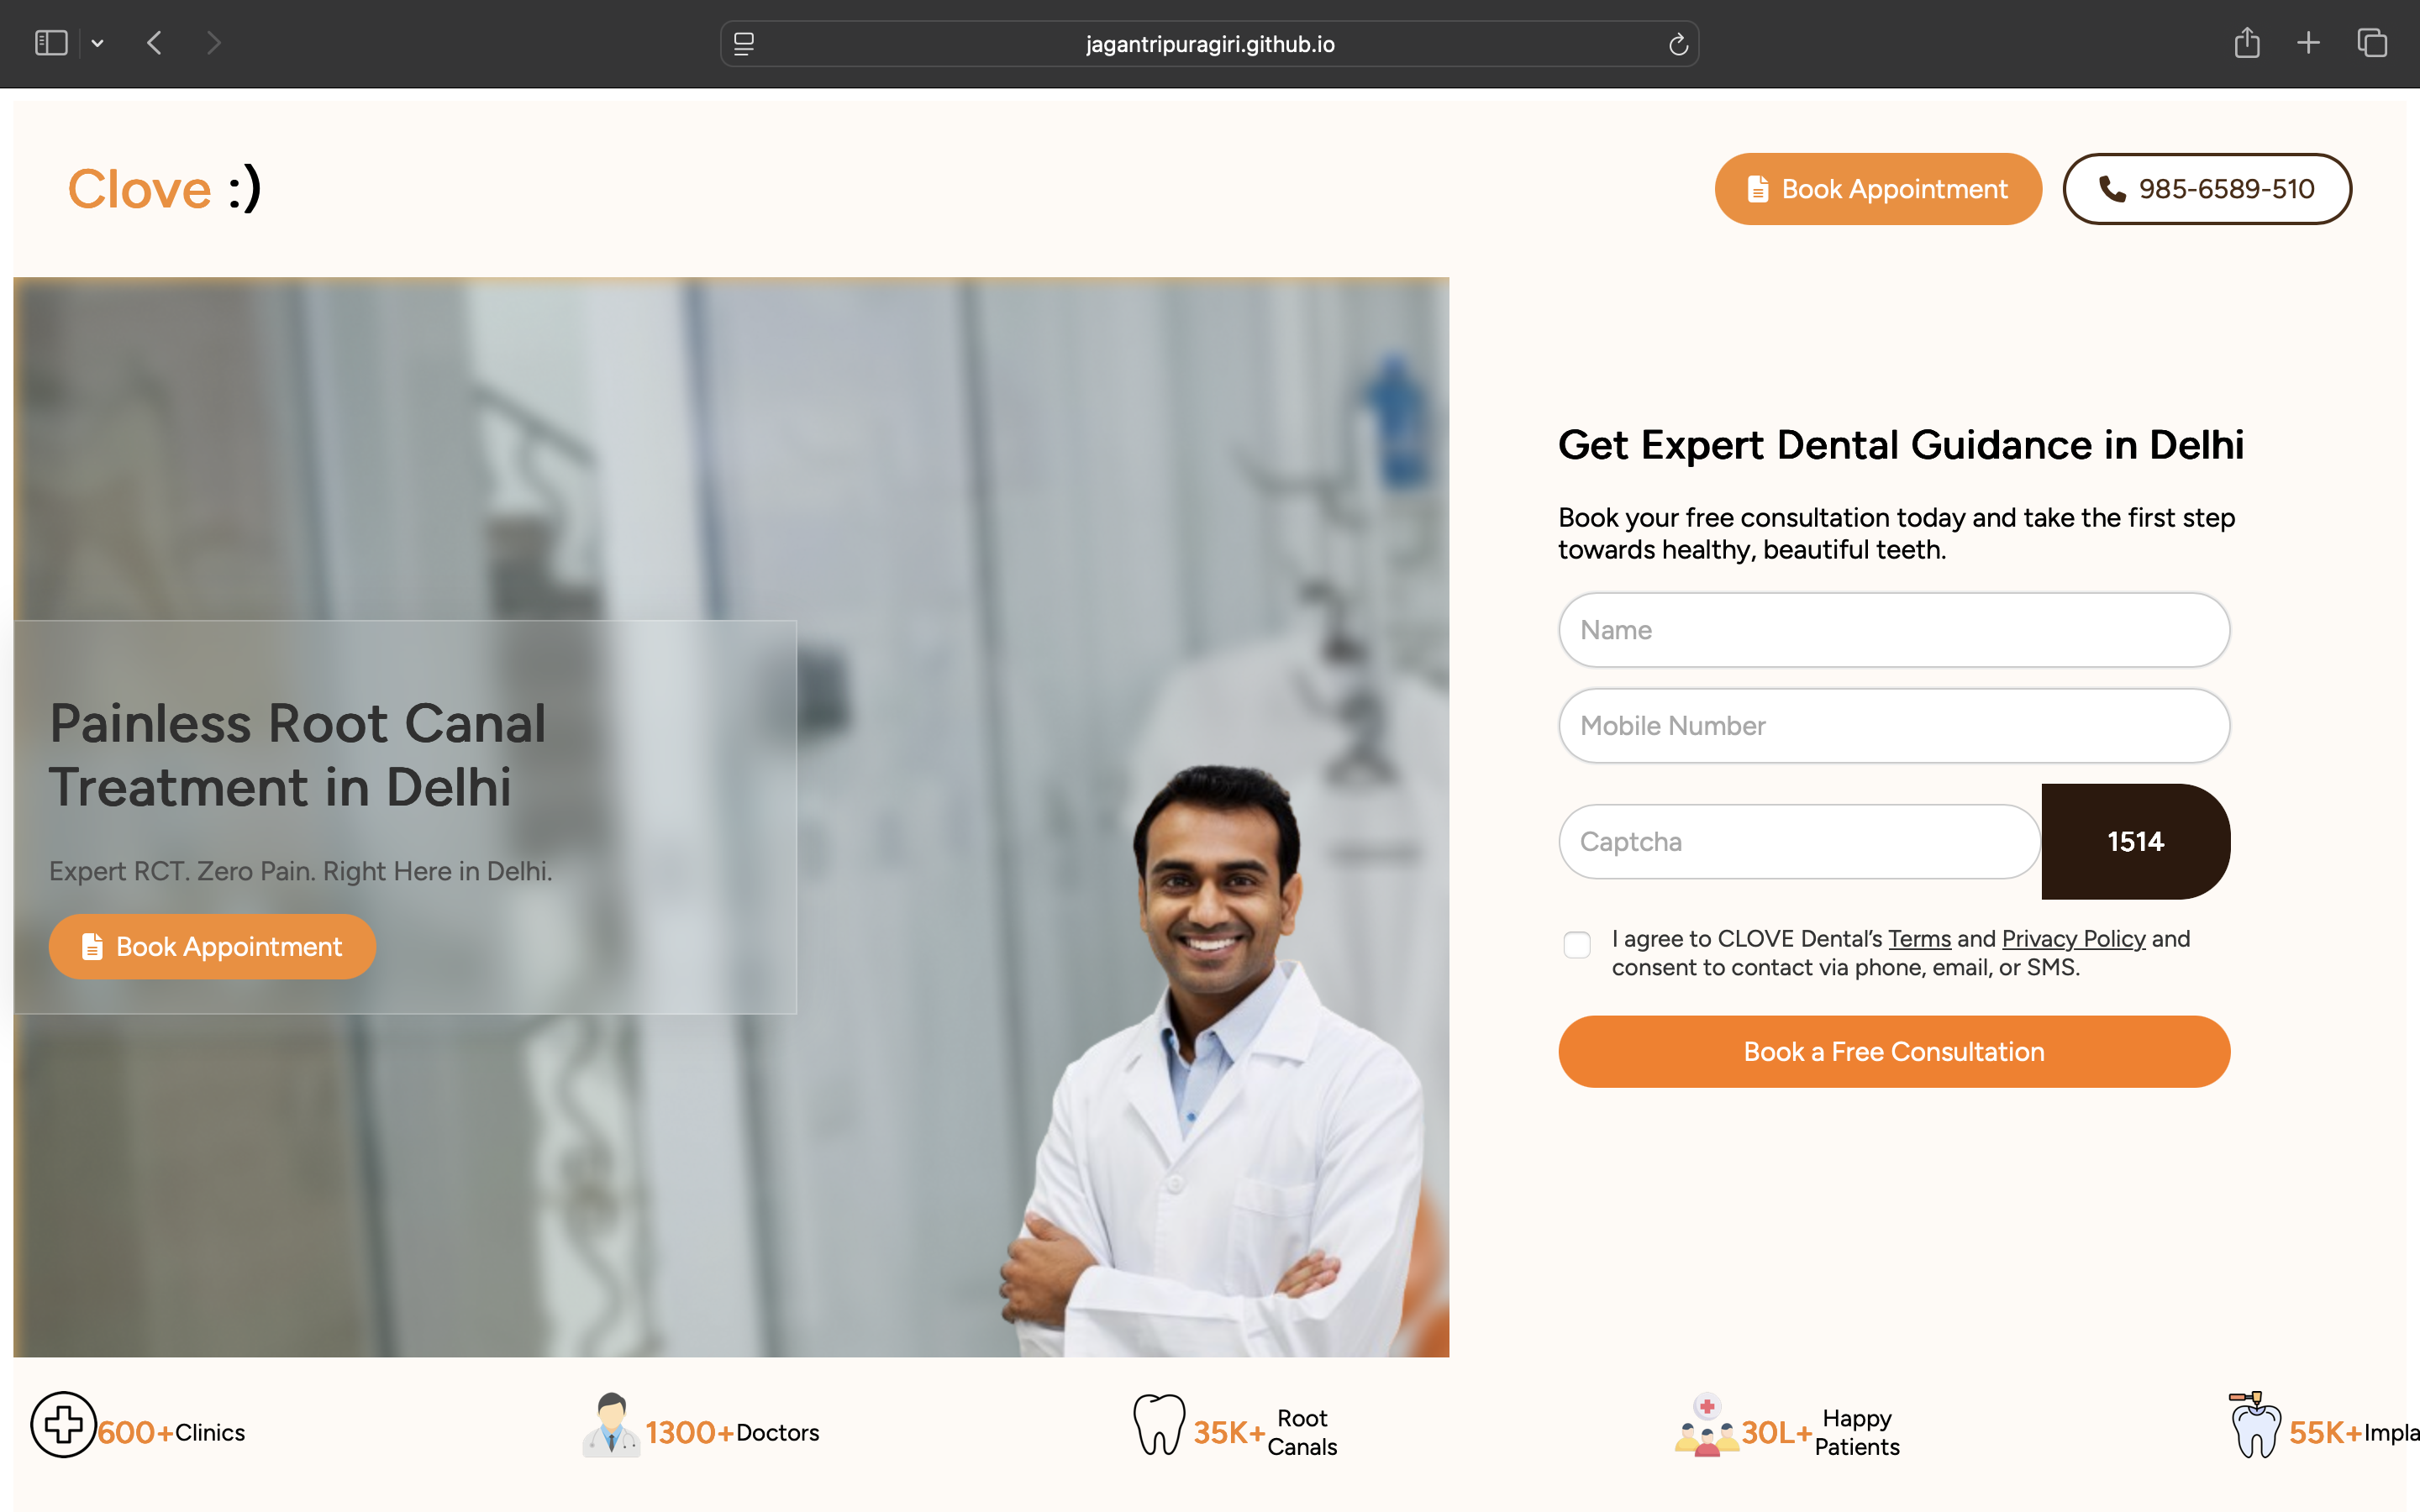 jagantripuragiri.github.io
Clove :)
Book Appointment
985-6589-510
Painless Root Canal
Treatment in Delhi
Expert RCT. Zero Pain. Right Here in Delhi.
Book Appointment
Get Expert Dental Guidance in Delhi
Book your free consultation today and take the first step
towards healthy, beautiful teeth.
Name
Mobile Number
Captcha
1514
I agree to CLOVE Dental’s Terms and Privacy Policy and
consent to contact via phone, email, or SMS.
Book a Free Consultation
600+Clinics
1300+Doctors
35K+ Root
Canals
30L+ Happy
Patients
55K+Impla